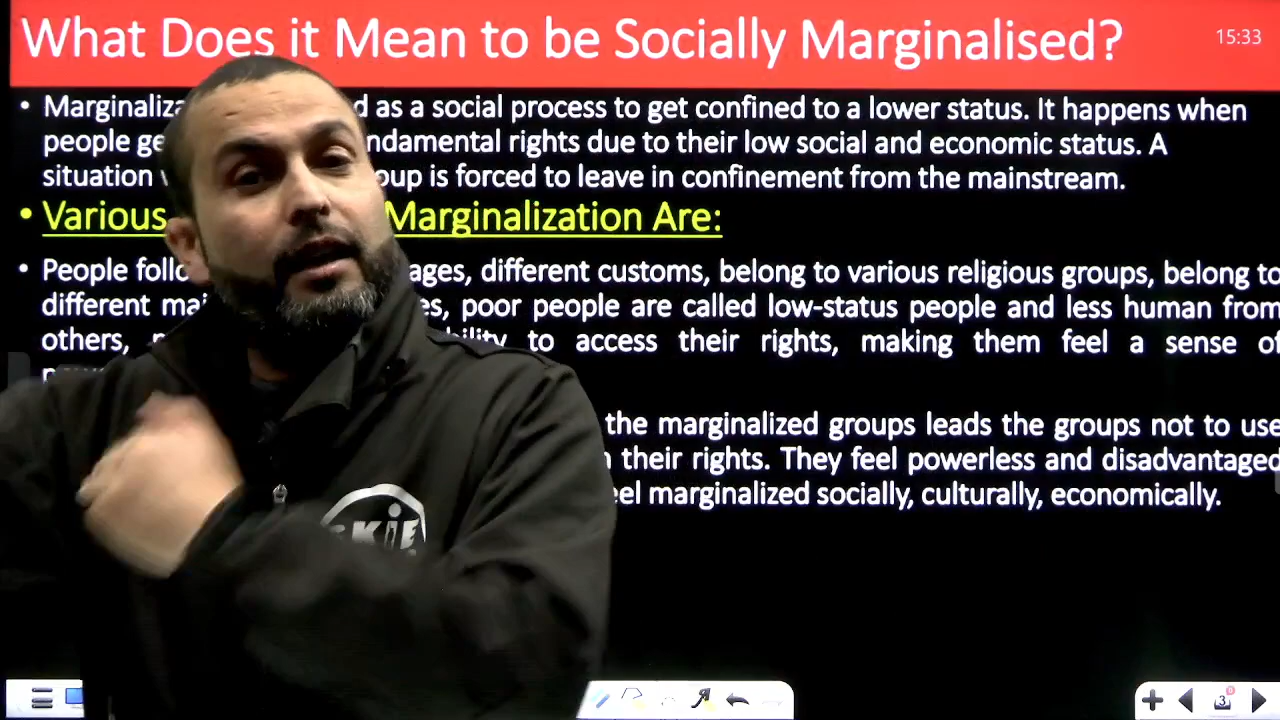 What Does it Mean to be Socially Marginalised?
15:33
• Marginaliza d as a social process to get confined to a lower status. It happens when
people ge ndamental rights due to their low social and economic status. A
situation oup is forced to leave in confinement from the mainstream.
• Various Marginalization Are:
• People follo ages, different customs, belong to various religious groups, belong to
different mai es, poor people are called low-status people and less human from
others, bility to access their rights, making them feel a sense of
the marginalized groups leads the groups not to use
their rights. They feel powerless and disadvantaged
eel marginalized socially, culturally, economically.
KIE
3